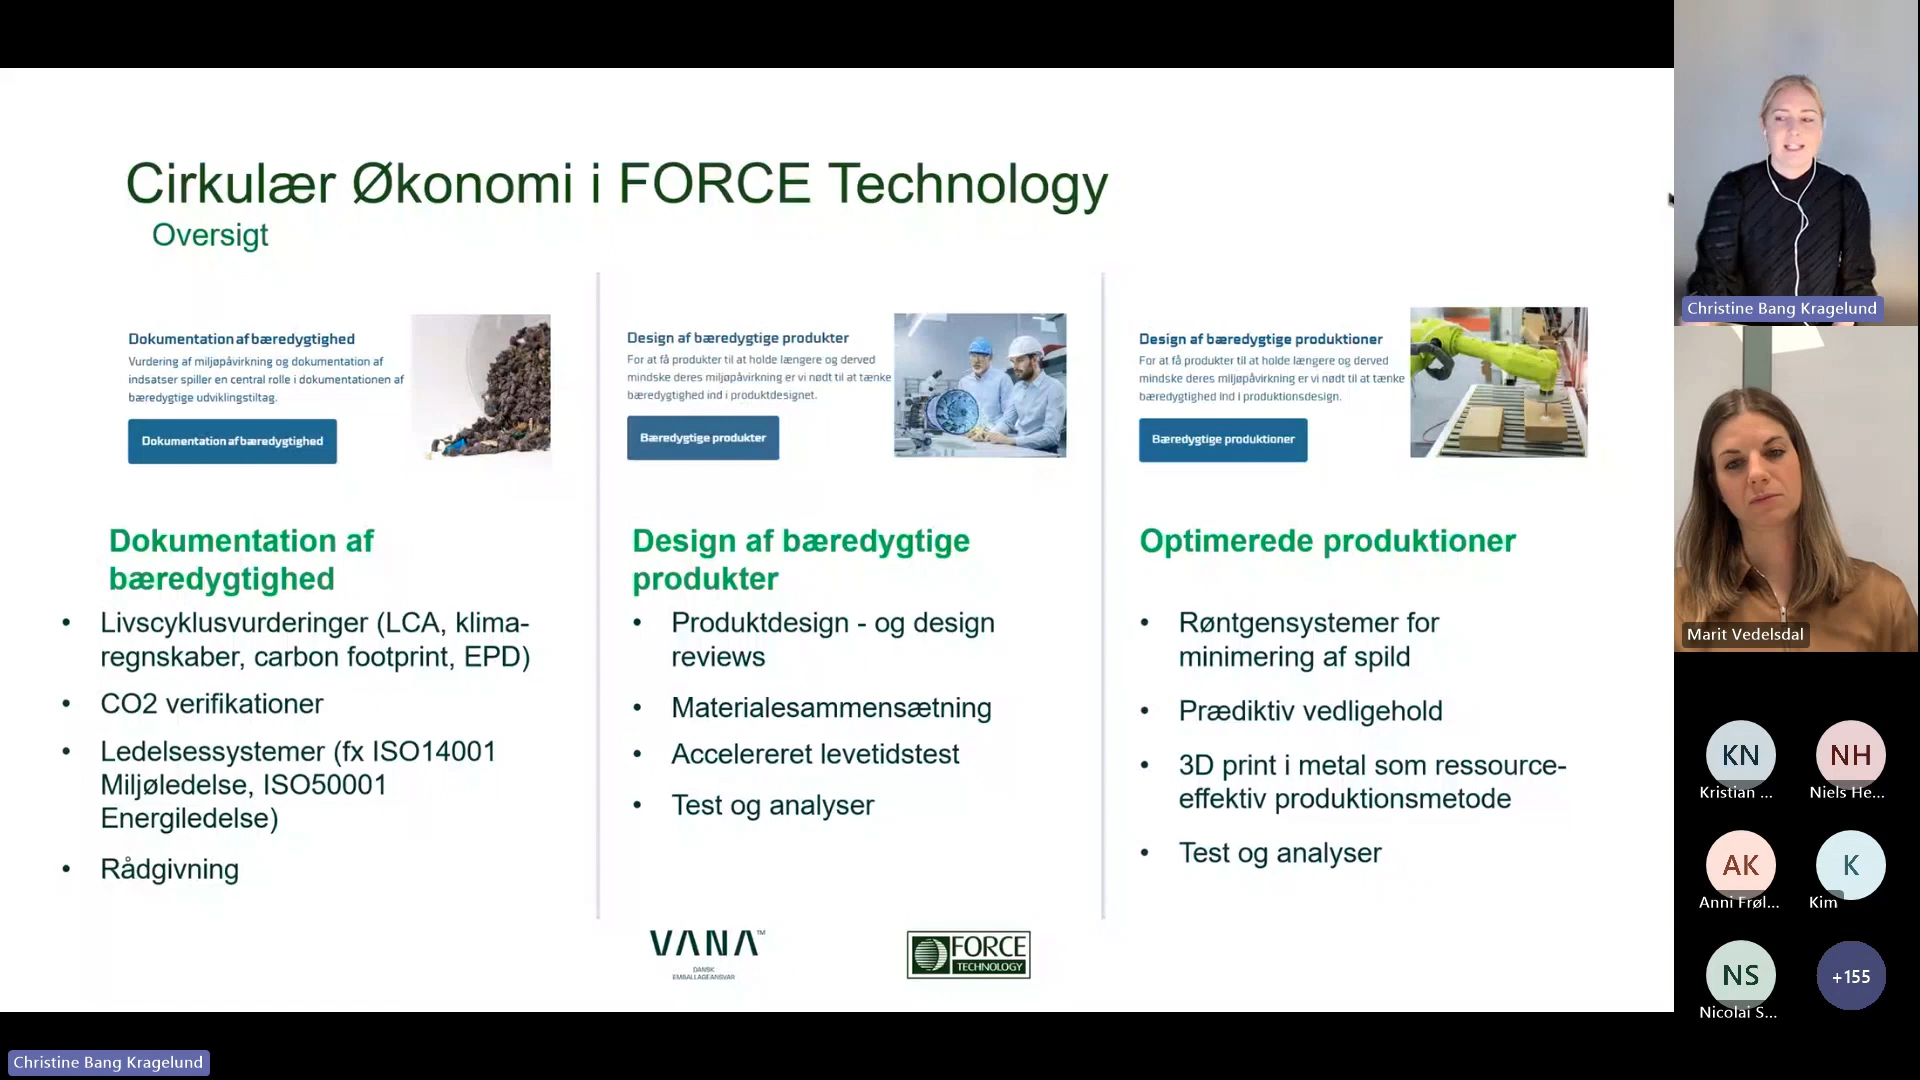 Cirkulær Økonomi i FORCE Technology
Oversigt
Dokumentation af bæredygtighed
Vurdering af miljøpåvirkning og dokumentation af
indsatser spiller en central rolle i dokumentationen af
bæredygtige udviklingstiltag.
Dokumentation af bæredygtighed
Dokumentation af
bæredygtighed
• Livscyklusvurderinger (LCA, klima-
regnskaber, carbon footprint, EPD)
• CO2 verifikationer
• Ledelsessystemer (fx ISO14001
Miljøledelse, ISO50001
Energiledelse)
• Rådgivning
Design af bæredygtige produkter
For at få produkter til at holde længere og derved
mindske deres miljøpåvirkning er vi nødt til at tænke
bæredygtighed ind i produktdesignet.
Bæredygtige produkter
Design af bæredygtige
produkter
• Produktdesign - og design
reviews
• Materialesammensætning
• Accelereret levetidstest
• Test og analyser
Design af bæredygtige produktioner
For at få produkter til at holde længere og derved
mindske deres miljøpåvirkning er vi nødt til at tænke
bæredygtighed ind i produktionsdesign.
Bæredygtige produktioner
Optimerede produktioner
• Røntgensystemer for
minimering af spild
• Prædiktiv vedligehold
• 3D print i metal som ressource-
effektiv produktionsmetode
• Test og analyser
VANA™
DANSK
EMBALLAGEANSVAR
FORCE
TECHNOLOGY
Christine Bang Kragelund
Christine Bang Kragelund
Marit Vedelsdal
KN
Kristian ...
NH
Niels He...
AK
Anni Frøl...
K
Kim
NS
Nicolai S...
+155